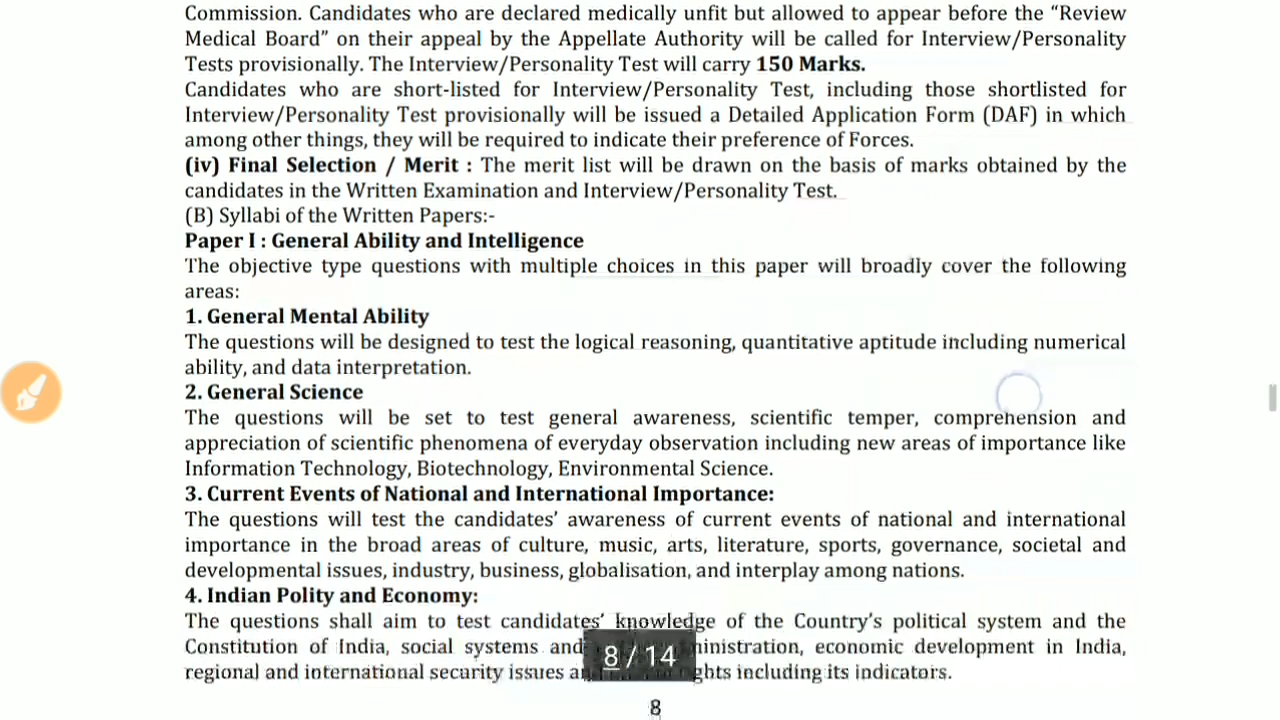 Commission. Candidates who are declared medically unfit but allowed to appear before the “Review
Medical Board” on their appeal by the Appellate Authority will be called for Interview/Personality
Tests provisionally. The Interview/Personality Test will carry 150 Marks.
Candidates who are short-listed for Interview/Personality Test, including those shortlisted for
Interview/Personality Test provisionally will be issued a Detailed Application Form (DAF) in which
among other things, they will be required to indicate their preference of Forces.
(iv) Final Selection / Merit : The merit list will be drawn on the basis of marks obtained by the
candidates in the Written Examination and Interview/Personality Test.
(B) Syllabi of the Written Papers:-
Paper I : General Ability and Intelligence
The objective type questions with multiple choices in this paper will broadly cover the following
areas:
1. General Mental Ability
The questions will be designed to test the logical reasoning, quantitative aptitude including numerical
ability, and data interpretation.
2. General Science
The questions will be set to test general awareness, scientific temper, comprehension and
appreciation of scientific phenomena of everyday observation including new areas of importance like
Information Technology, Biotechnology, Environmental Science.
3. Current Events of National and International Importance:
The questions will test the candidates’ awareness of current events of national and international
importance in the broad areas of culture, music, arts, literature, sports, governance, societal and
developmental issues, industry, business, globalisation, and interplay among nations.
4. Indian Polity and Economy:
The questions shall aim to test candidates’ knowledge of the Country’s political system and the
Constitution of India, social systems and ministration, economic development in India,
regional and international security issues ghts including its indicators.
8 / 14
8